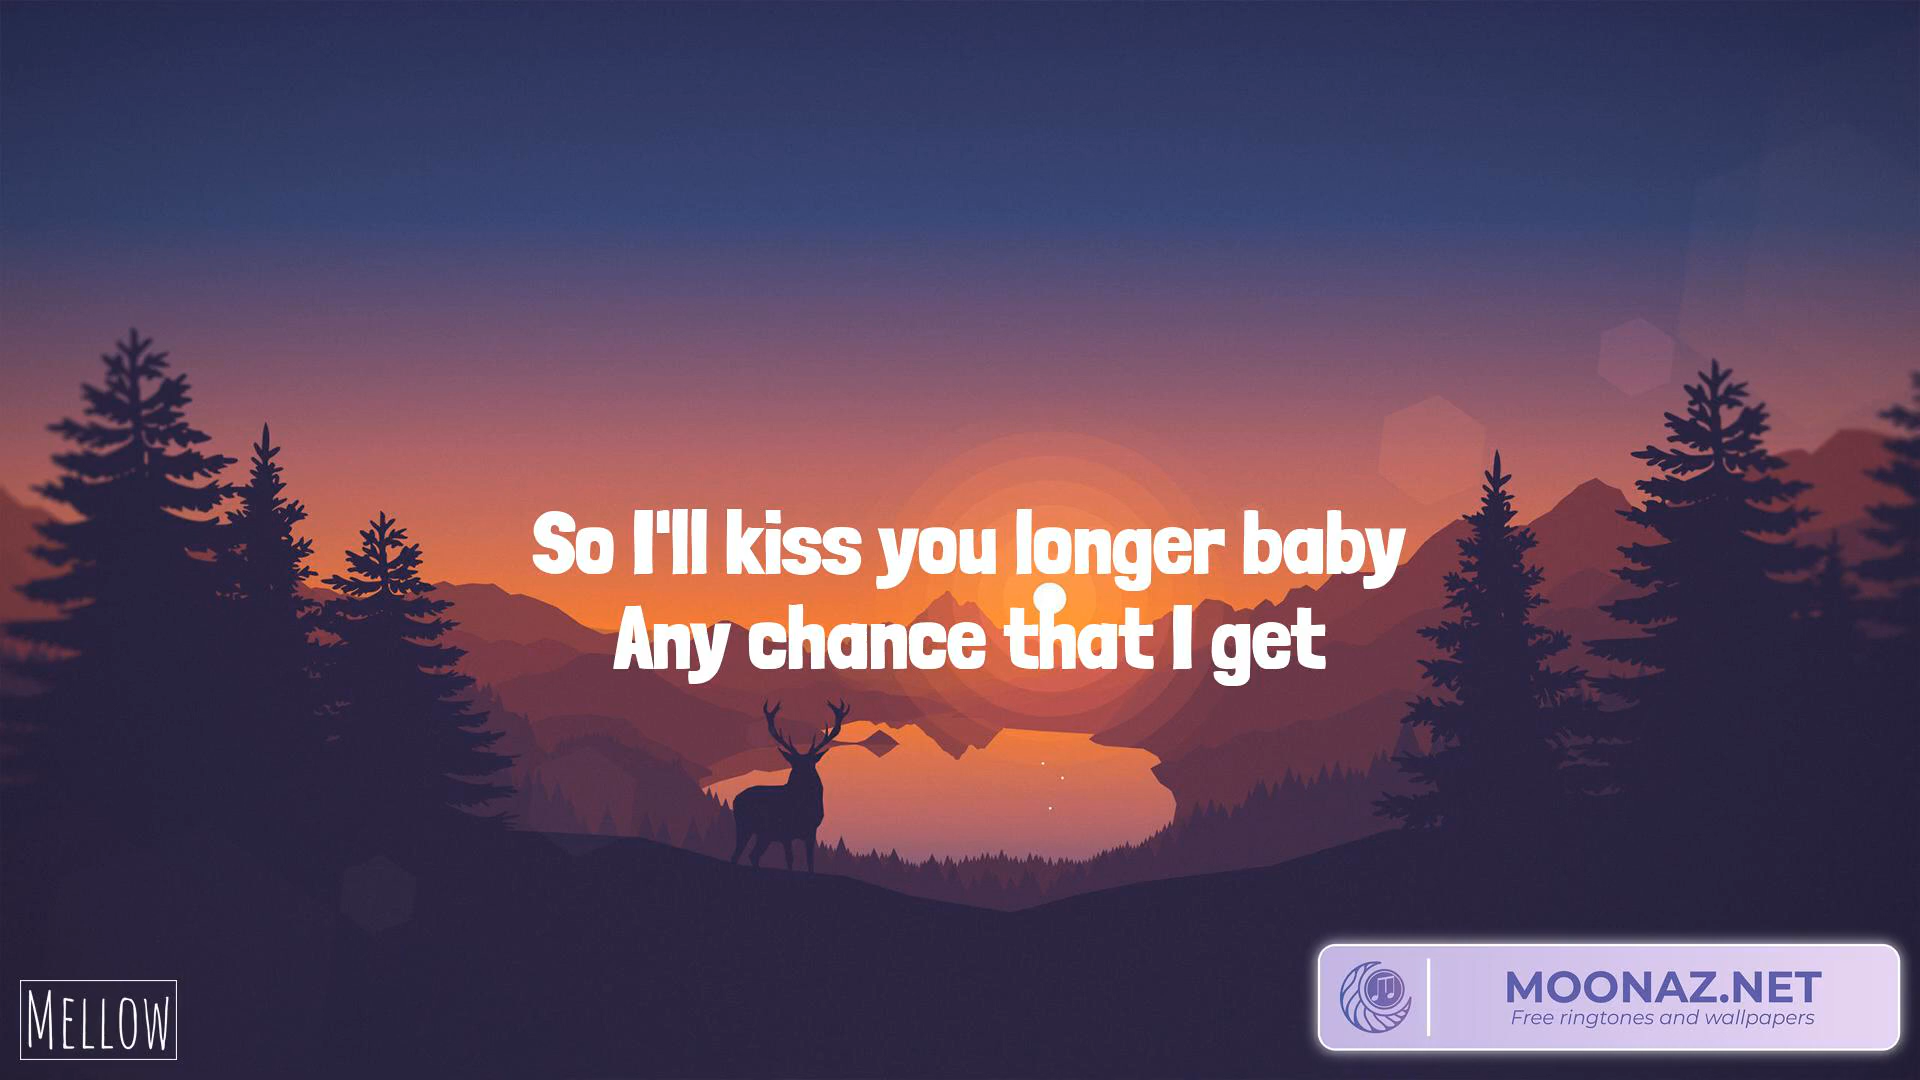 So I'll kiss you longer baby
Any chance that I get
MELLOW
MOONAZ.NET
Free ringtones and wallpapers